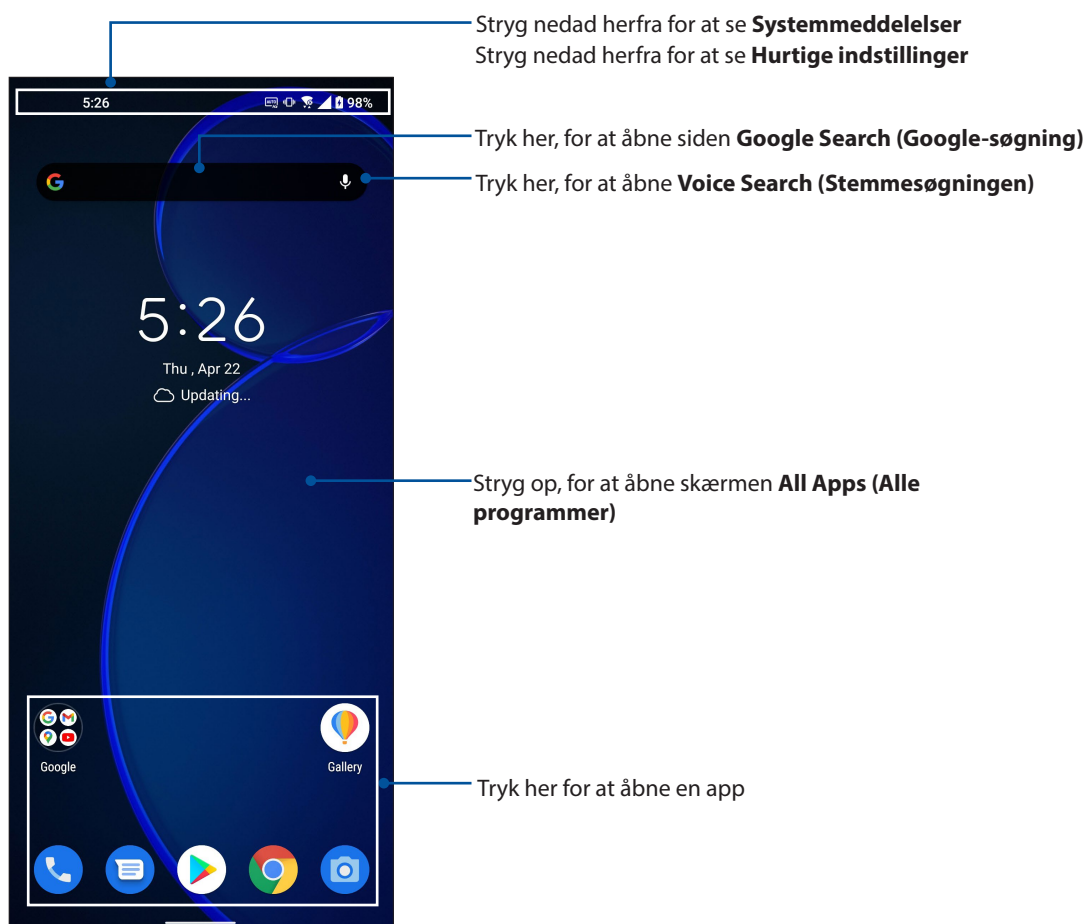 Stryg nedad herfra for at se Systemmeddelelser
Stryg nedad herfra for at se Hurtige indstillinger
5:26
98%
Tryk her, for at åbne siden Google Search (Google-søgning)
Tryk her, for at åbne Voice Search (Stemmesøgningen)
5:26
Thu , Apr 22
Updating...
Stryg op, for at åbne skærmen All Apps (Alle
programmer)
Google
Gallery
Tryk her for at åbne en app